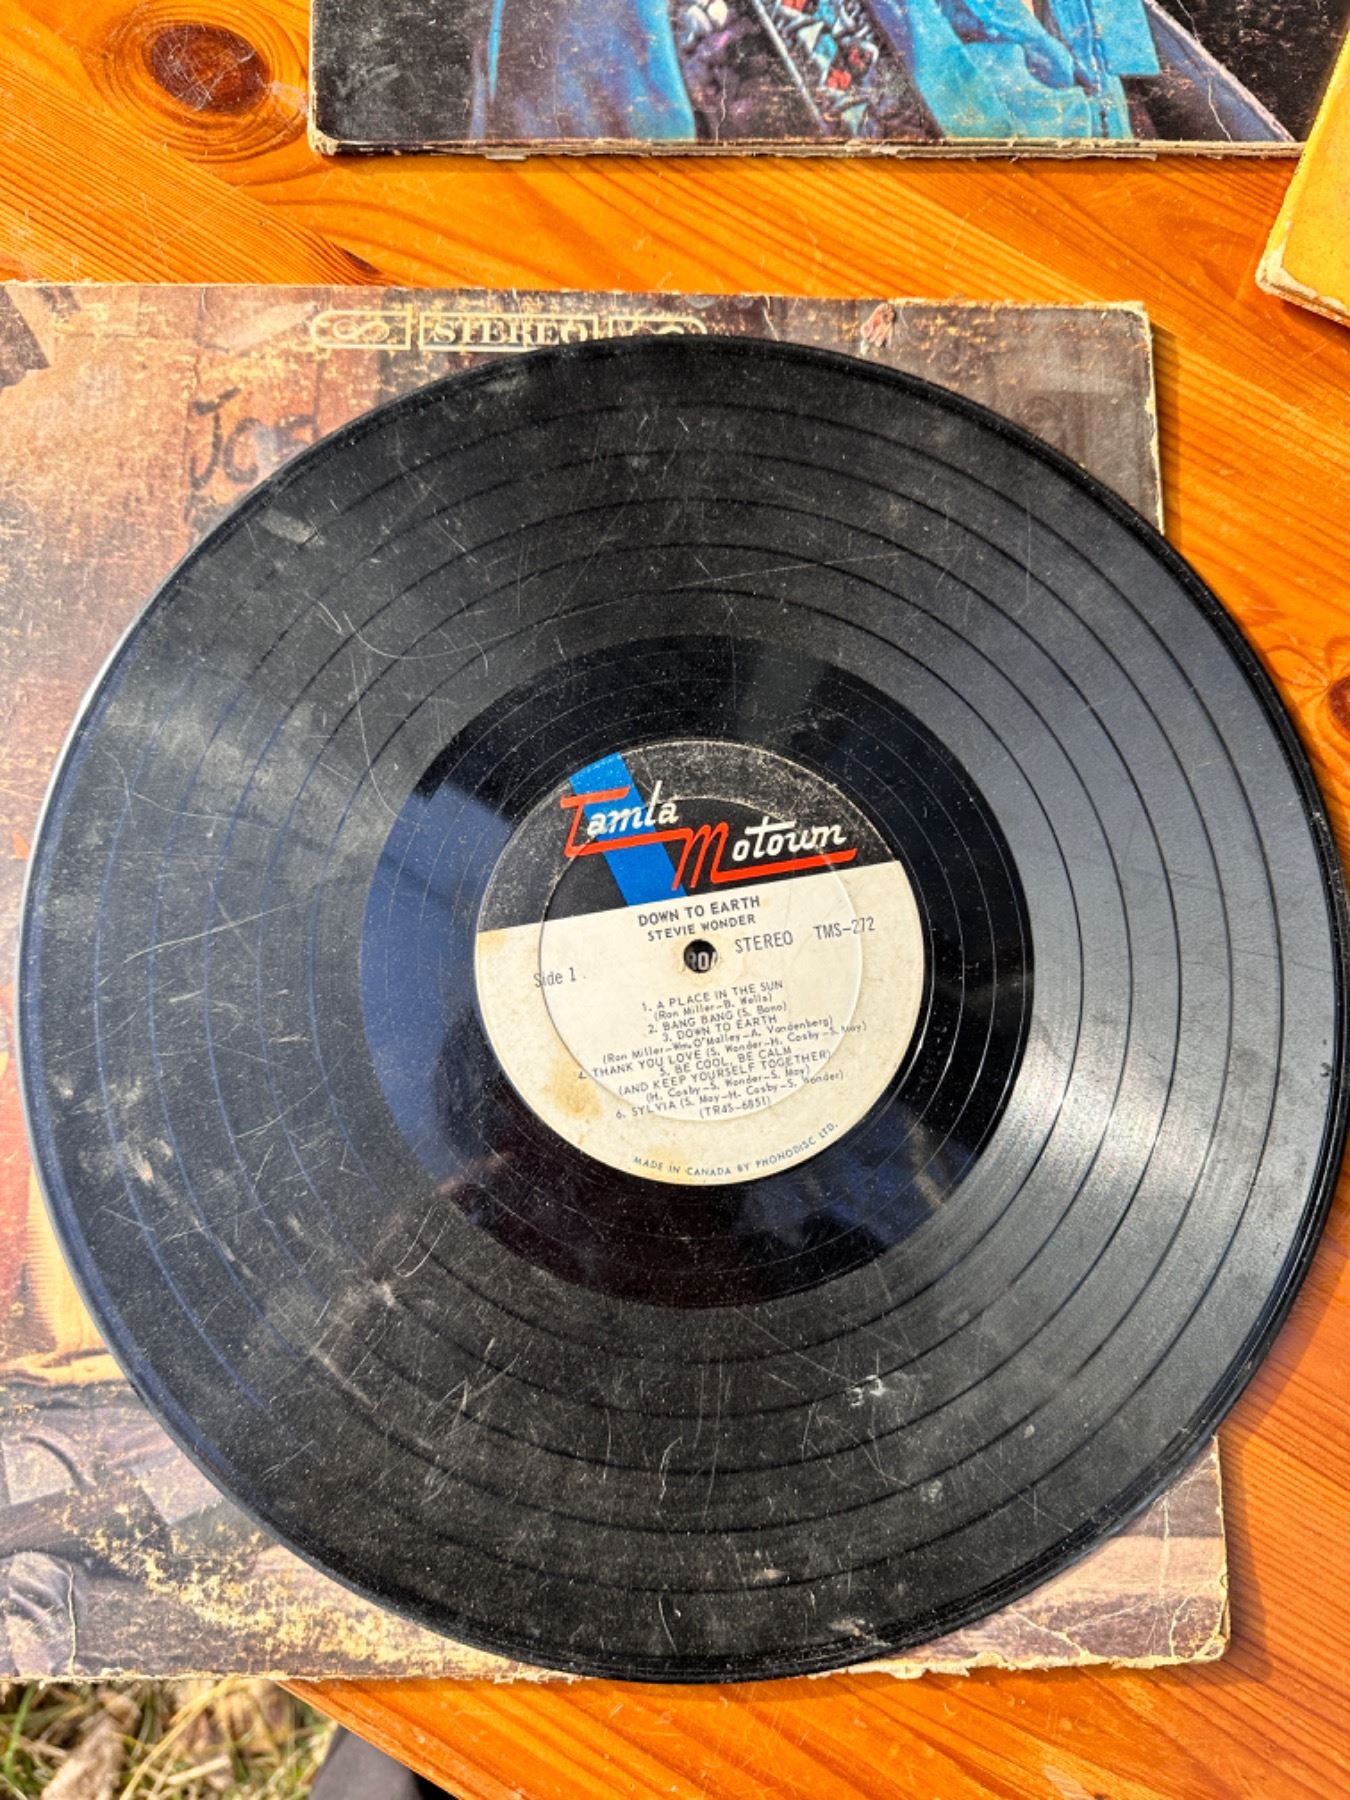 STEREO
JOE
Tamla Motown
DOWN TO EARTH
STEVIE WONDER
STEREO TMS-272
Side 1
1. A PLACE IN THE SUN
(Ron Miller-B. Wells)
2. BANG BANG (S. Bono)
3. DOWN TO EARTH
(Ron Miller-Wm. O'Malley-A. Vandenberg)
4. THANK YOU LOVE (S. Wonder-H. Cosby-S. Moy)
5. BE COOL, BE CALM
(AND KEEP YOURSELF TOGETHER)
(H. Cosby-S. Wonder-S. Moy)
6. SYLVIA (S. Moy-H. Cosby-S. Wonder)
(TR4S-6851)
MADE IN CANADA BY PHONODISC LTD.